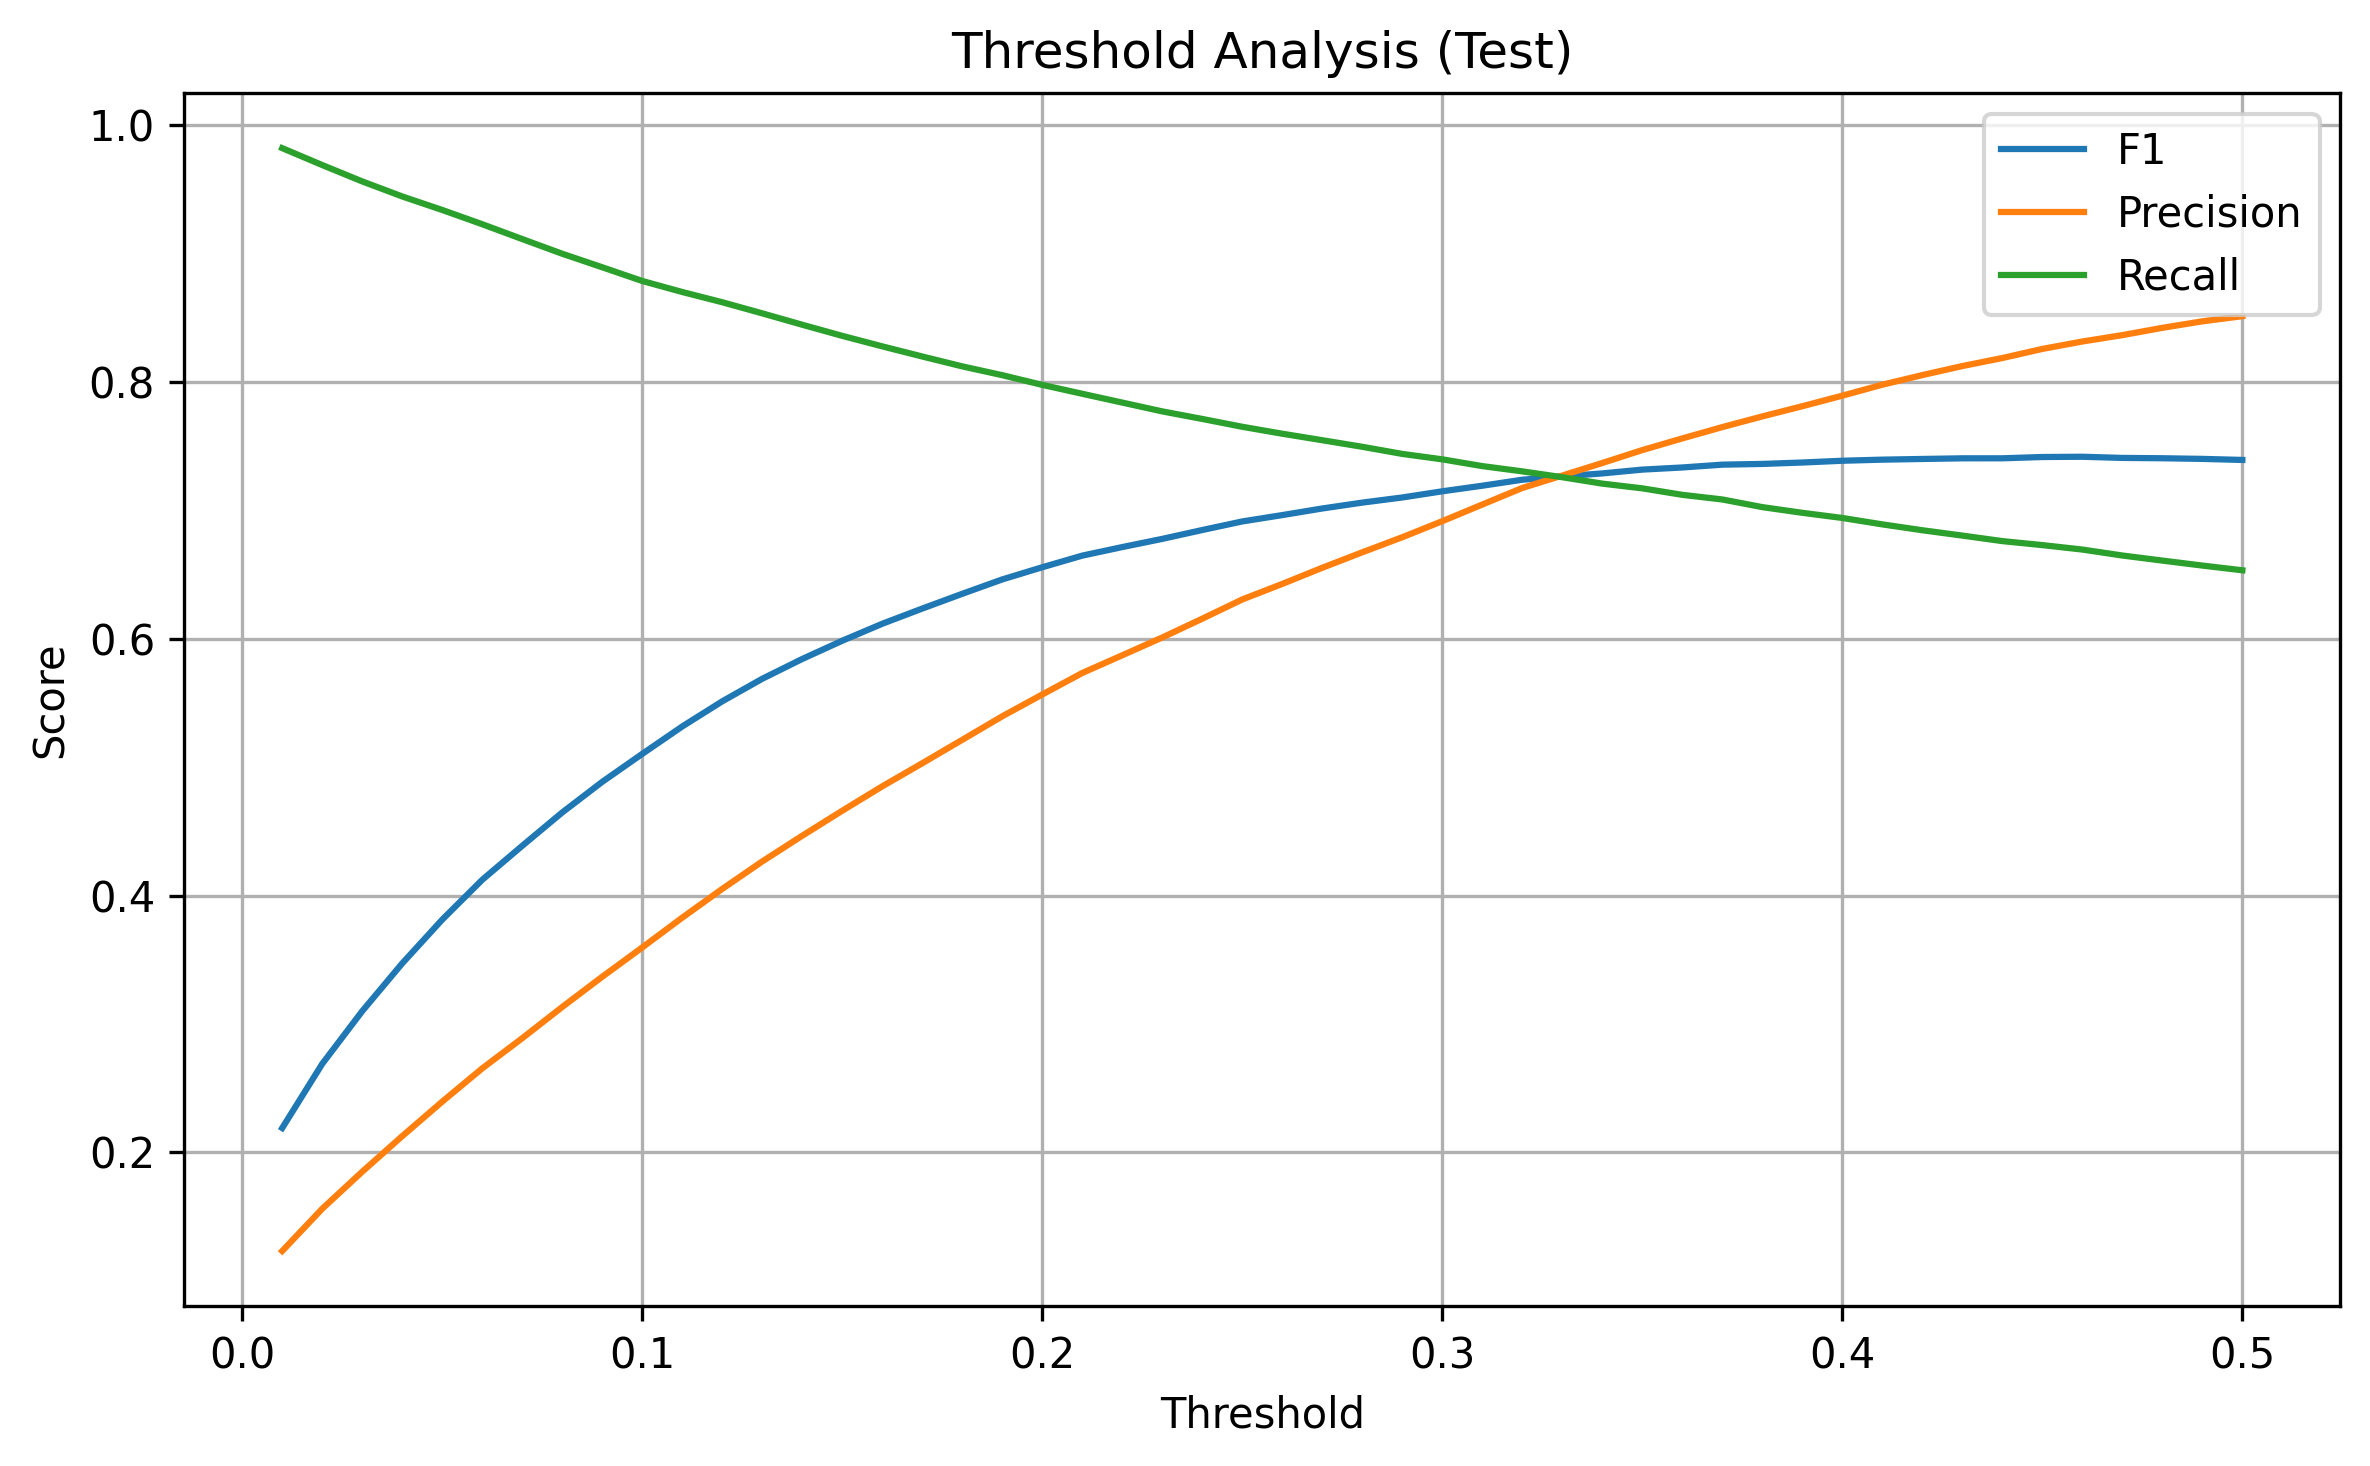 Threshold Analysis (Test)
1.0
0.8
0.6
0.4
0.2
Score
F1
Precision
Recall
0.0 0.1 0.2 0.3 0.4 0.5
Threshold